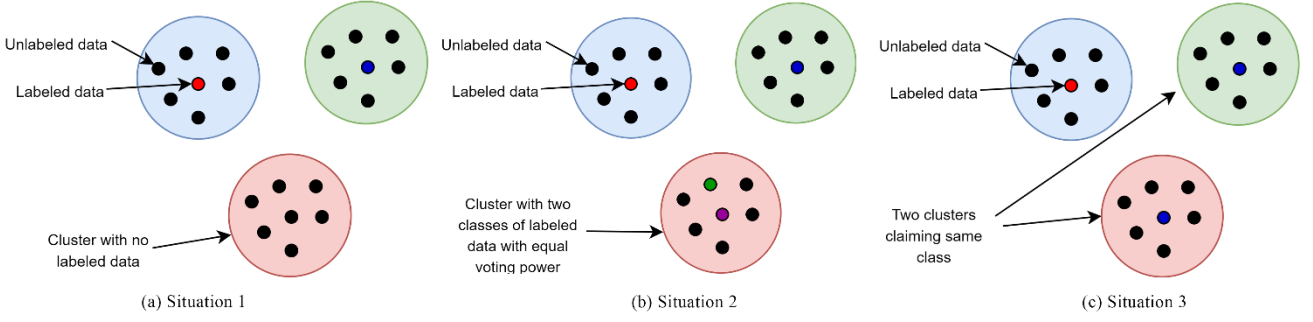 Unlabeled data
Labeled data
Cluster with no
labeled data
(a) Situation 1
Unlabeled data
Labeled data
Cluster with two
classes of labeled
data with equal
voting power
(b) Situation 2
Unlabeled data
Labeled data
Two clusters
claiming same
class
(c) Situation 3